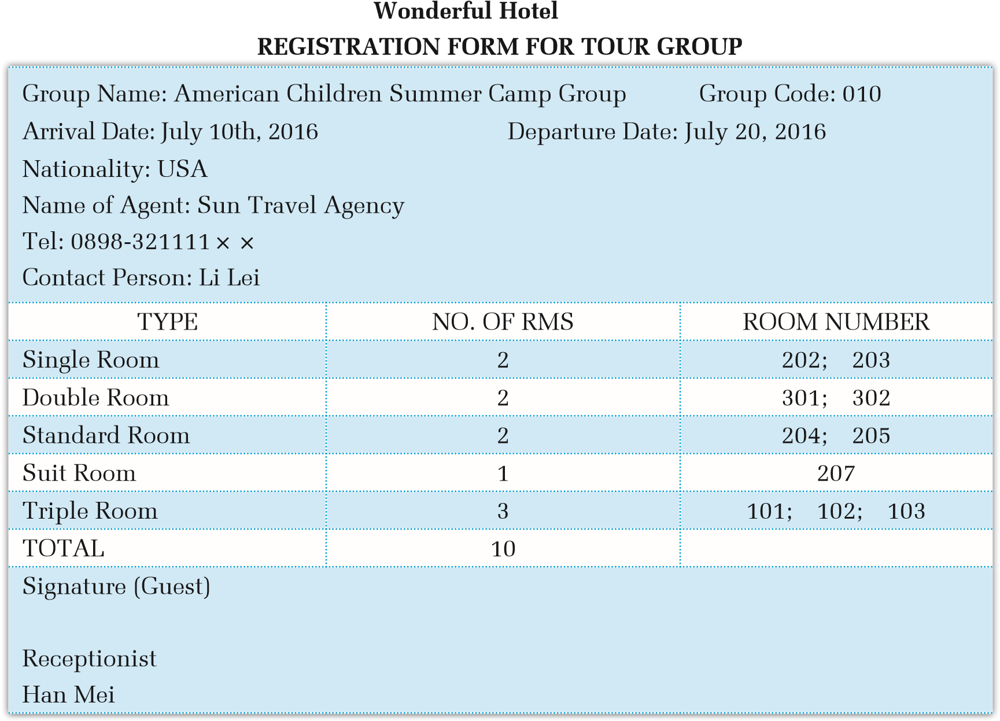 Wonderful Hotel
REGISTRATION FORM FOR TOUR GROUP
Group Name: American Children Summer Camp Group Group Code: 010
Arrival Date: July 10th, 2016 Departure Date: July 20, 2016
Nationality: USA
Name of Agent: Sun Travel Agency
Tel: 0898-321111× ×
Contact Person: Li Lei
TYPE NO. OF RMS ROOM NUMBER
Single Room 2 202; 203
Double Room 2 301; 302
Standard Room 2 204; 205
Suit Room 1 207
Triple Room 3 101; 102; 103
TOTAL 10
Signature (Guest)
Receptionist
Han Mei